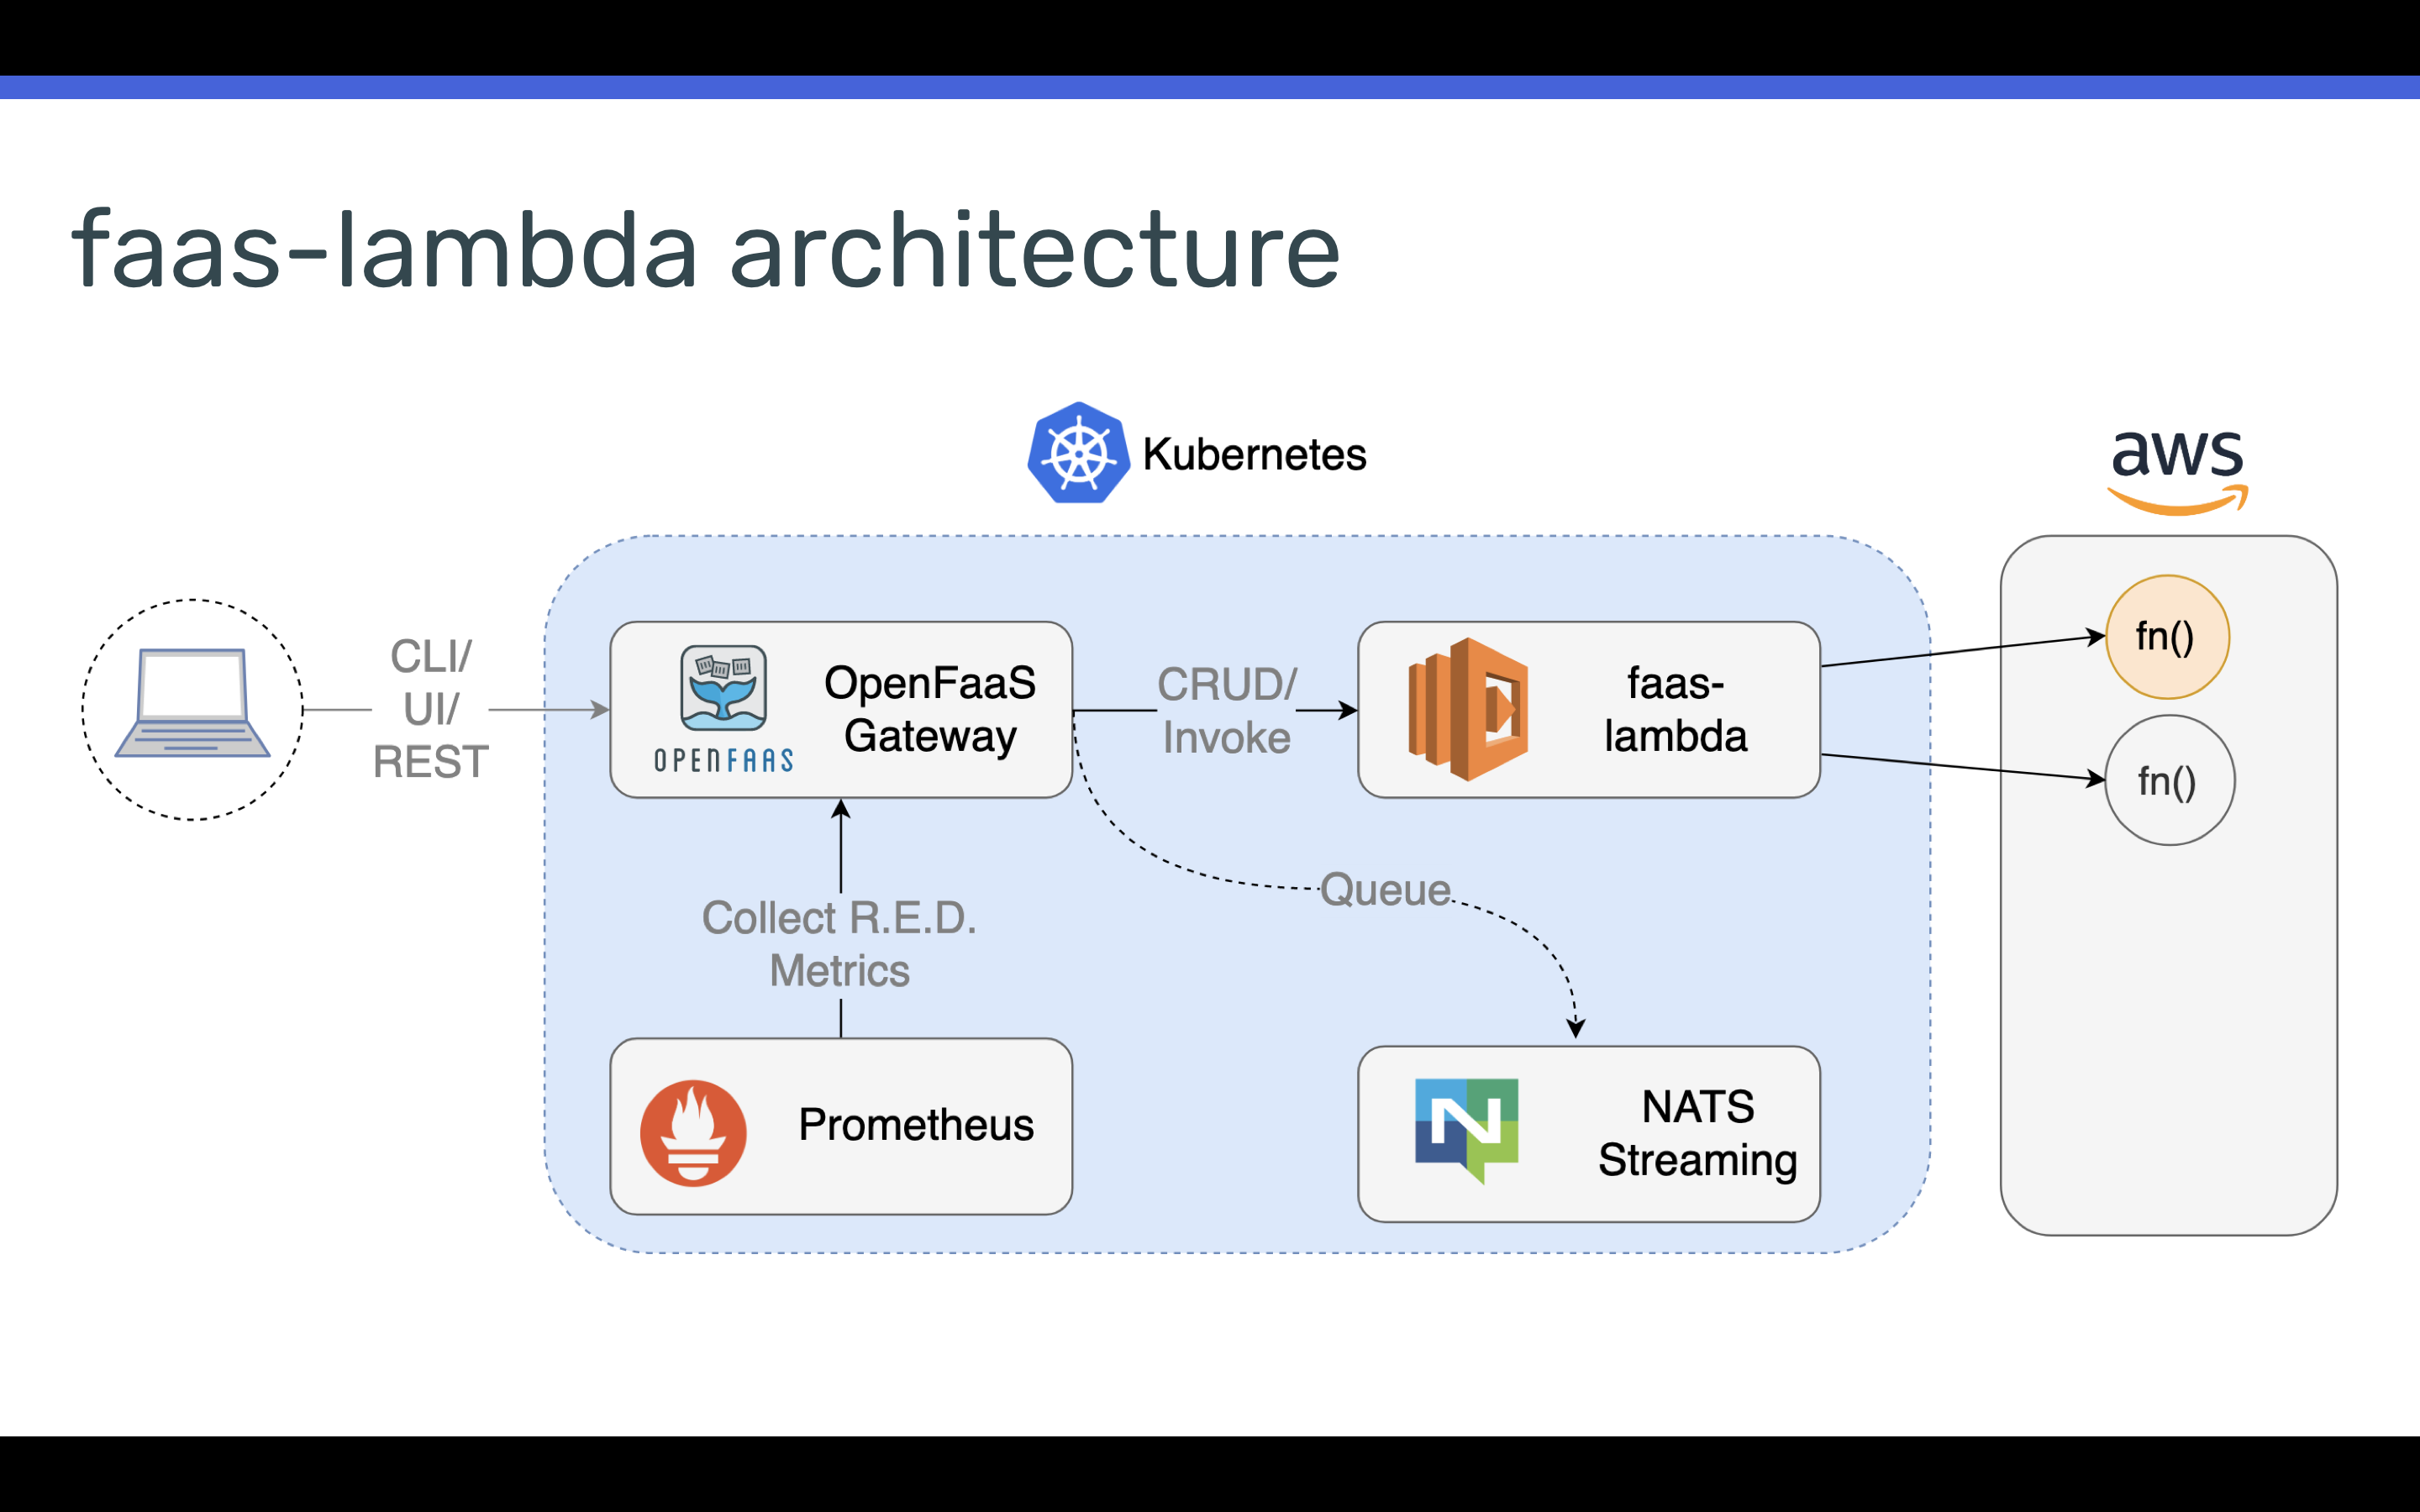 faas-lambda architecture
Kubernetes
aws
CLI/
UI/
REST
OPENFAAS
OpenFaaS
Gateway
CRUD/
Invoke
faas-
lambda
fn()
fn()
Queue
Collect R.E.D.
Metrics
Prometheus
N
NATS
Streaming